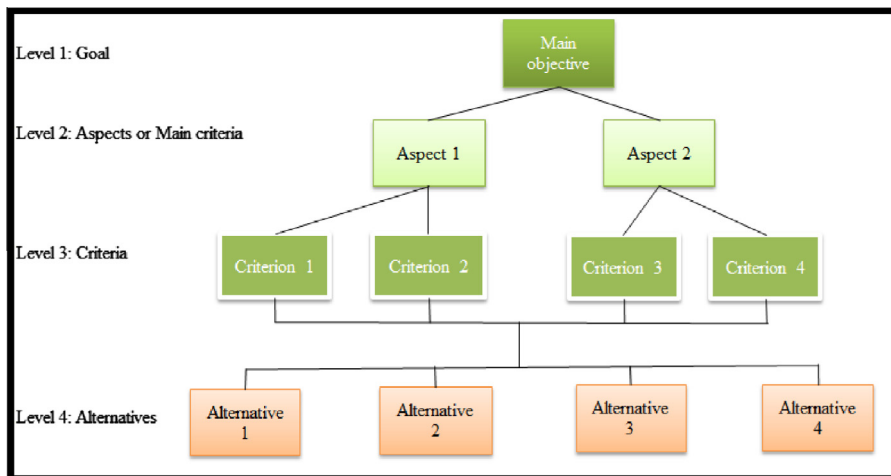 Level 1: Goal
Main
objective
Level 2: Aspects or Main criteria
Aspect 1
Aspect 2
Level 3: Criteria
Criterion 1
Criterion 2
Criterion 3
Criterion 4
Level 4: Alternatives
Alternative
1
Alternative
2
Alternative
3
Alternative
4